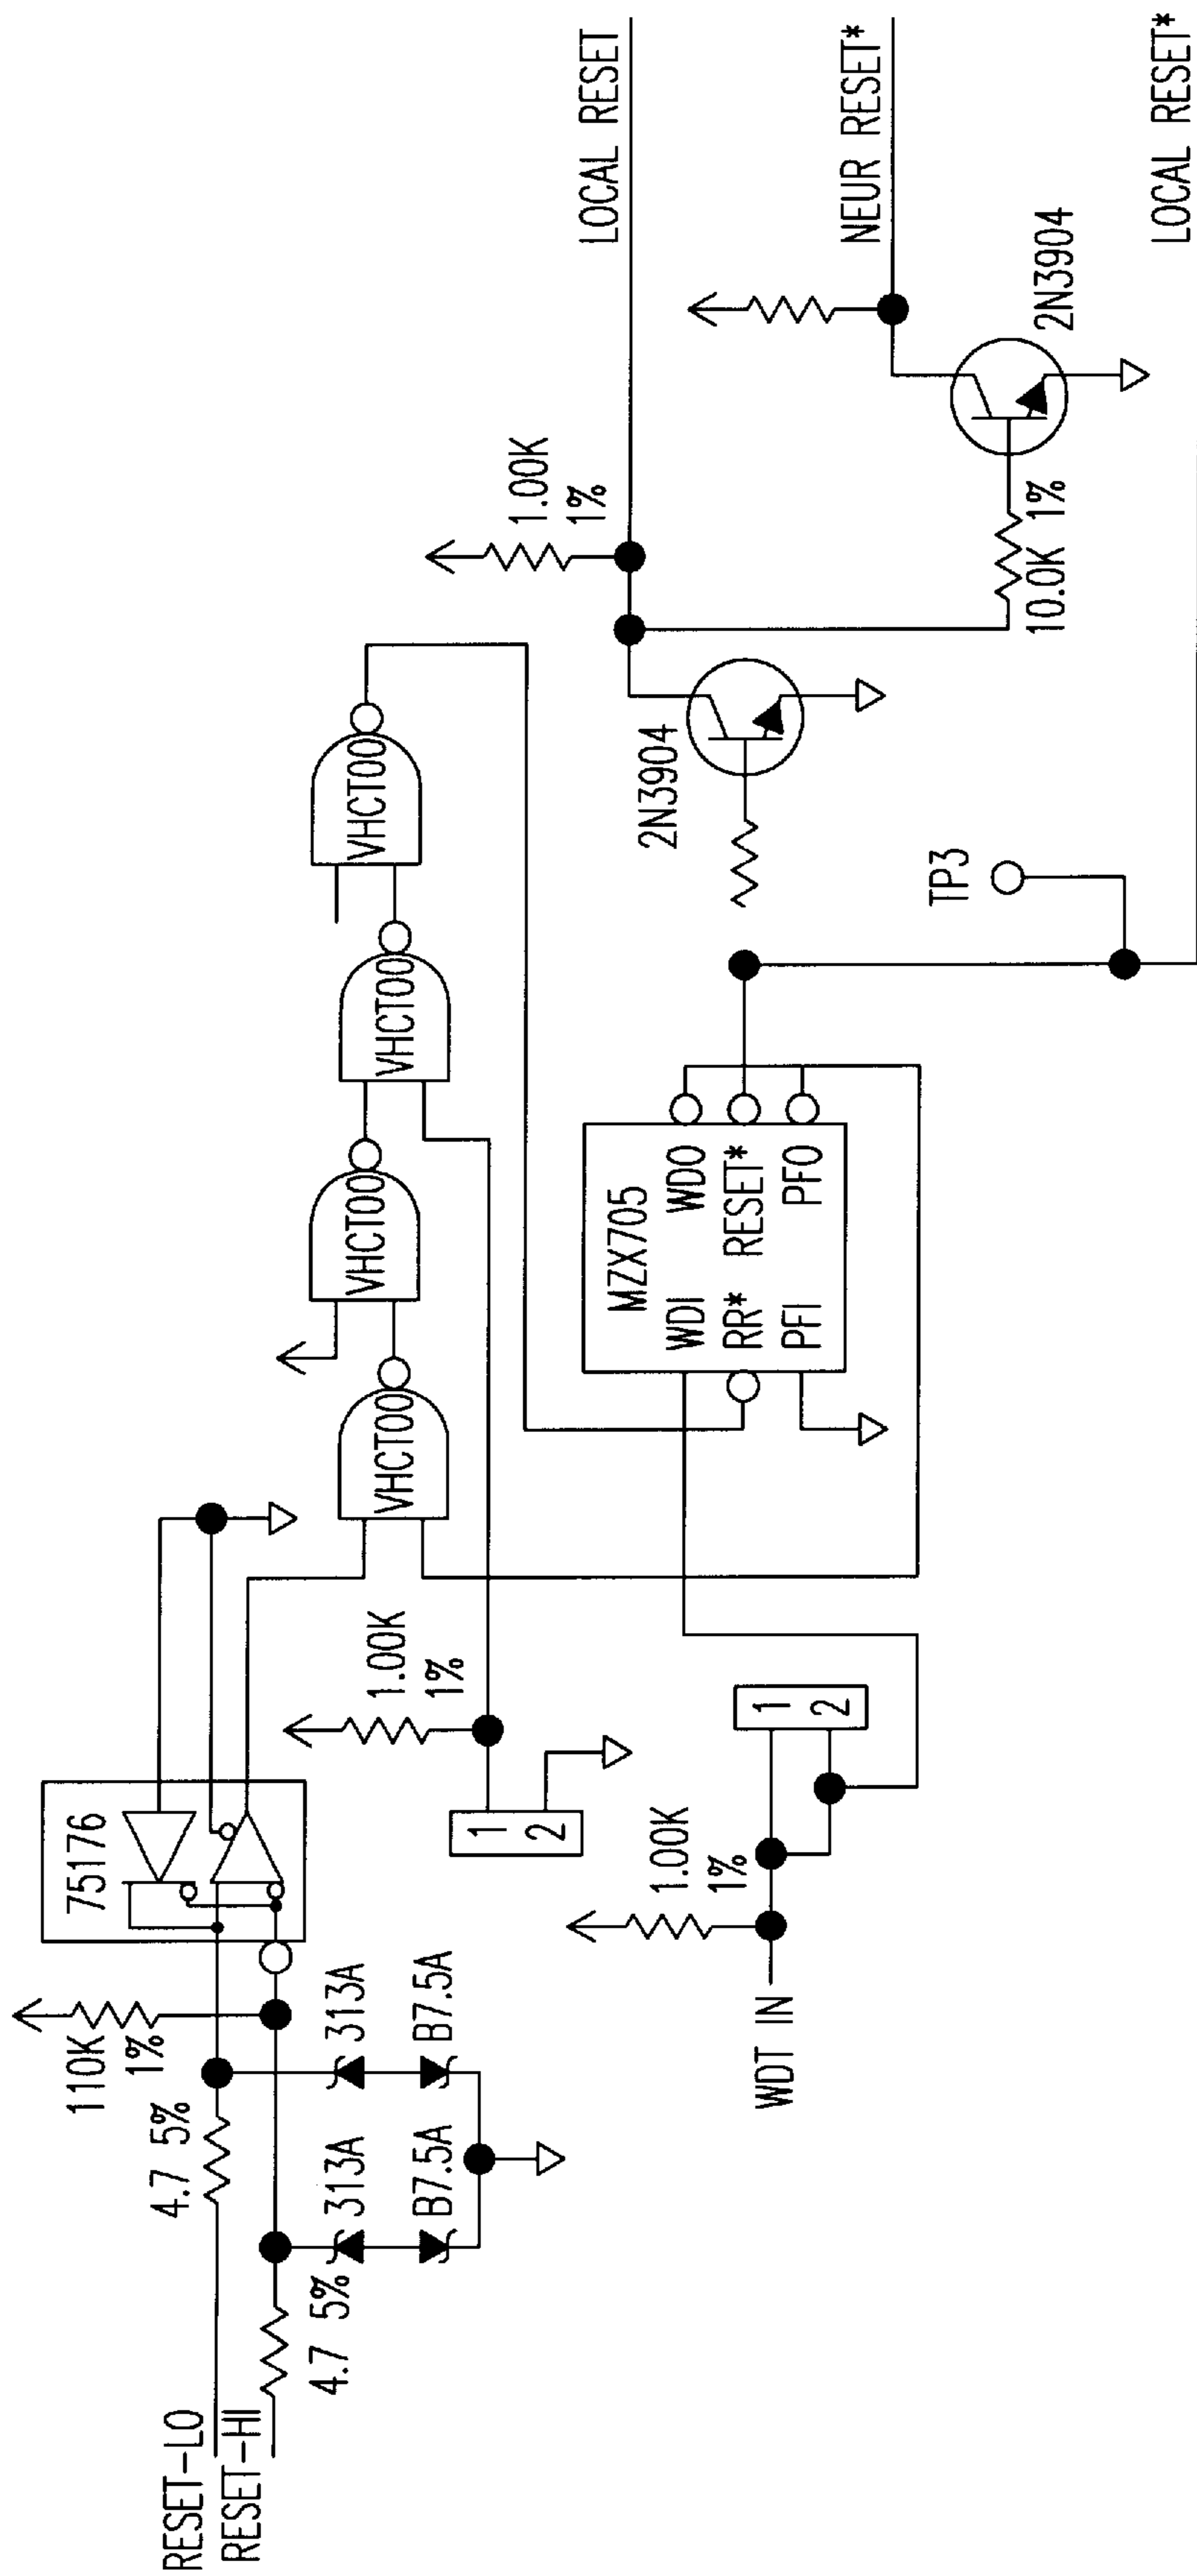 RESET-LO
RESET-HI
4.7 5%
4.7 5%
110K
1%
313A
B7.5A
313A
B7.5A
75176
1.00K
1%
1
2
VHCT00
VHCT00
VHCT00
VHCT00
WDT IN
1.00K
1%
1
2
MZX705
WDI
WDO
RR*
RESET*
PFI
PFO
TP3
2N3904
1.00K
1%
LOCAL RESET
10.0K 1%
2N3904
NEUR RESET*
LOCAL RESET*